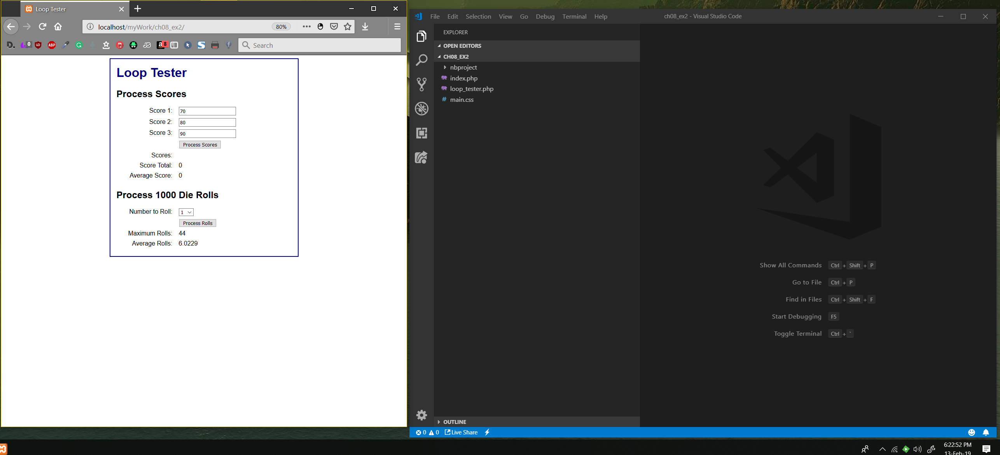 Loop Tester
localhost/myWork/ch08_ex2/
80%
D.
0
ABP
G
JS
a 8
S
f
Search
Loop Tester
Process Scores
Score 1: 70
Score 2: 80
Score 3: 90
Process Scores
Scores:
Score Total: 0
Average Score: 0
Process 1000 Die Rolls
Number to Roll: 1
Process Rolls
Maximum Rolls: 44
Average Rolls: 6.0229
File Edit Selection View Go Debug Terminal Help
ch08_ex2 - Visual Studio Code
EXPLORER
OPEN EDITORS
CH08_EX2
nbproject
index.php
loop_tester.php
# main.css
OUTLINE
Show All Commands Ctrl + Shift + P
Go to File Ctrl + P
Find in Files Ctrl + Shift + F
Start Debugging F5
Toggle Terminal Ctrl + `
0 0 Live Share
6:22:52 PM
13-Feb-19